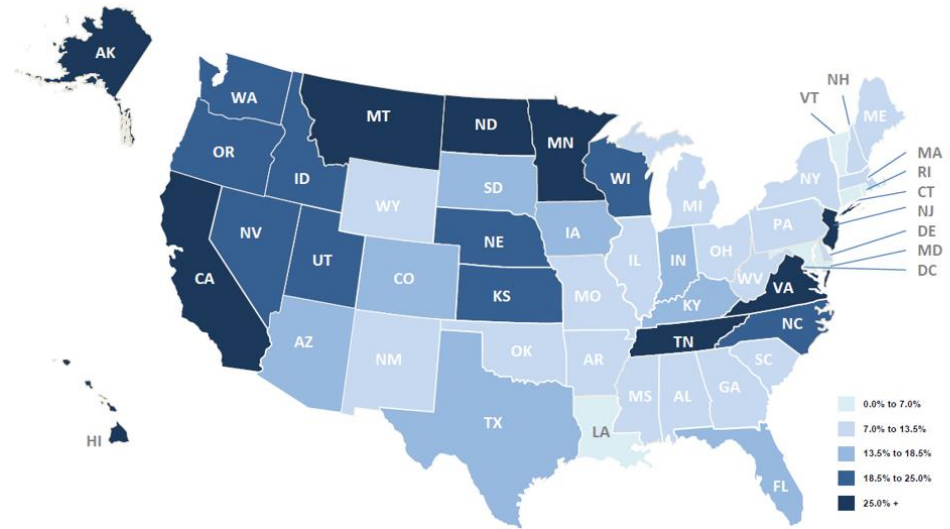 AK
WA
MT
ND
MN
NH
VT
ME
OR
ID
SD
WI
NY
MA
RI
CT
NJ
DE
MD
DC
WY
MI
PA
NV
NE
IA
CA
UT
CO
IL
IN
OH
WV
VA
KS
MO
KY
NC
AZ
NM
OK
AR
TN
SC
MS
AL
GA
TX
LA
HI
FL
0.0% to 7.0%
7.0% to 13.5%
13.5% to 18.5%
18.5% to 25.0%
25.0% +